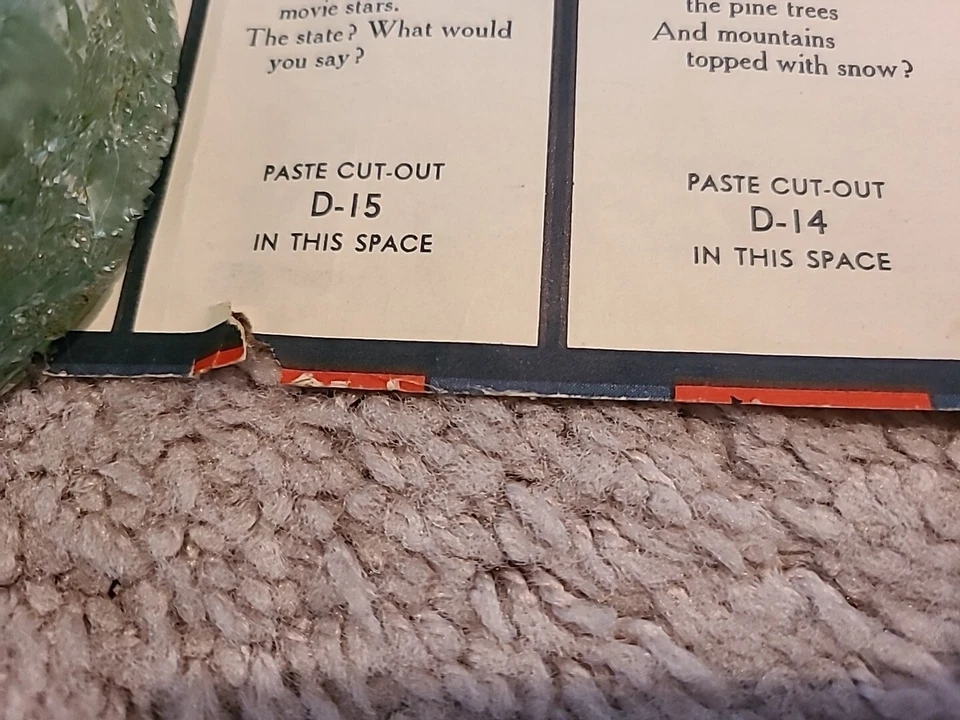 movie stars.
The state? What would
you say?
PASTE CUT-OUT
D-15
IN THIS SPACE
the pine trees
And mountains
topped with snow?
PASTE CUT-OUT
D-14
IN THIS SPACE